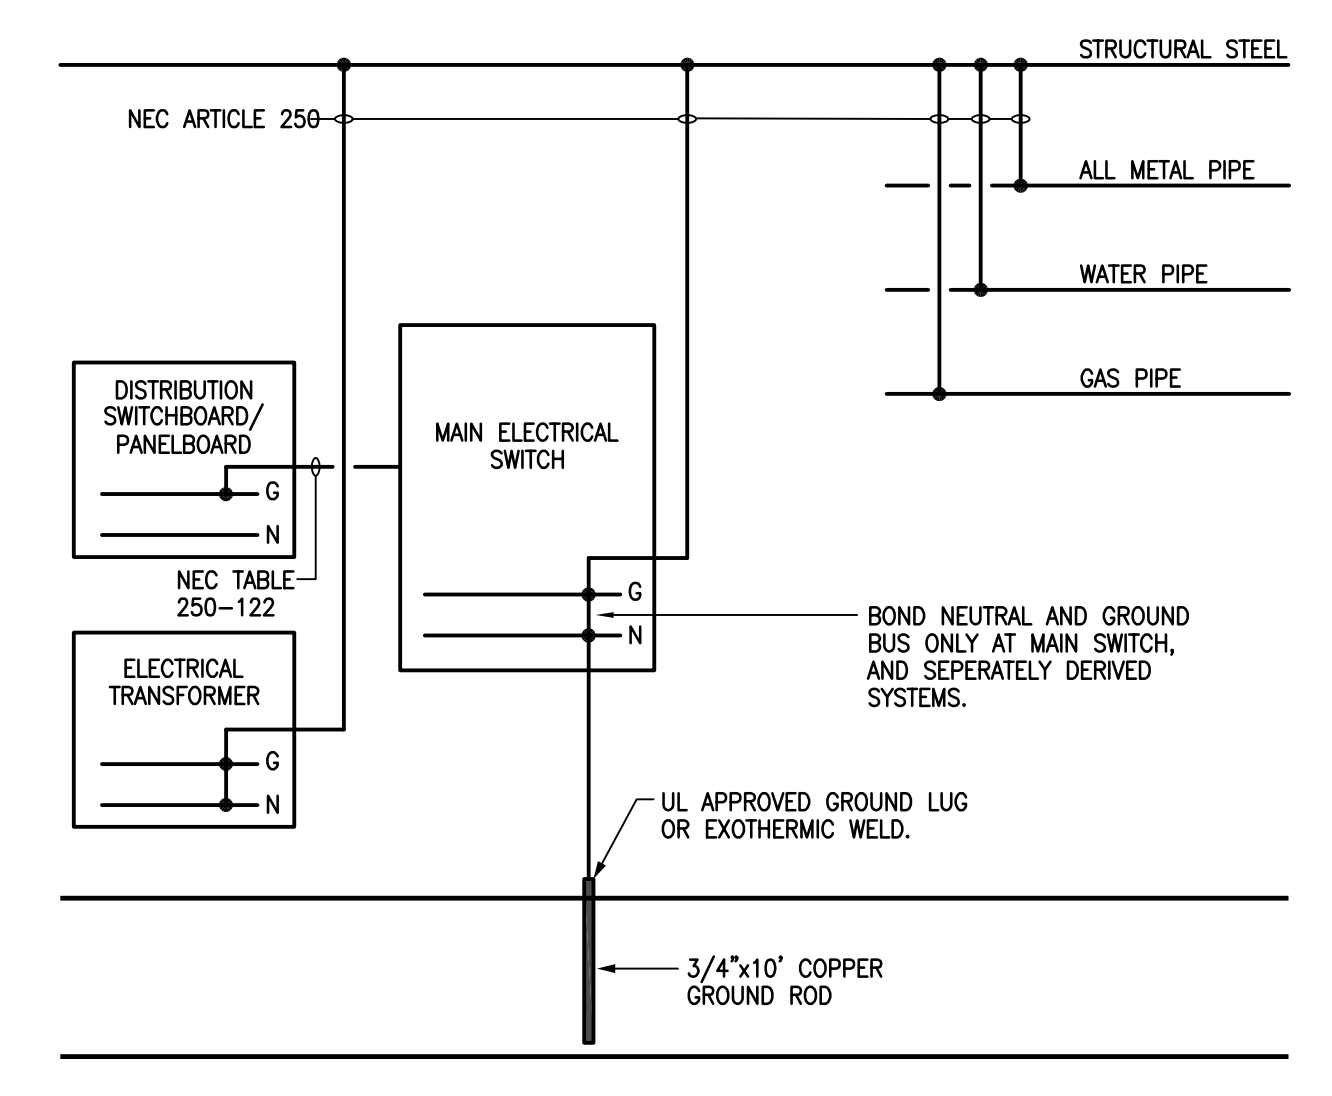 STRUCTURAL STEEL
NEC ARTICLE 250
ALL METAL PIPE
WATER PIPE
GAS PIPE
DISTRIBUTION
SWITCHBOARD/
PANELBOARD
G
N
MAIN ELECTRICAL
SWITCH
G
N
NEC TABLE
250-122
BOND NEUTRAL AND GROUND
BUS ONLY AT MAIN SWITCH,
AND SEPERATELY DERIVED
SYSTEMS.
ELECTRICAL
TRANSFORMER
G
N
UL APPROVED GROUND LUG
OR EXOTHERMIC WELD.
3/4"x10' COPPER
GROUND ROD